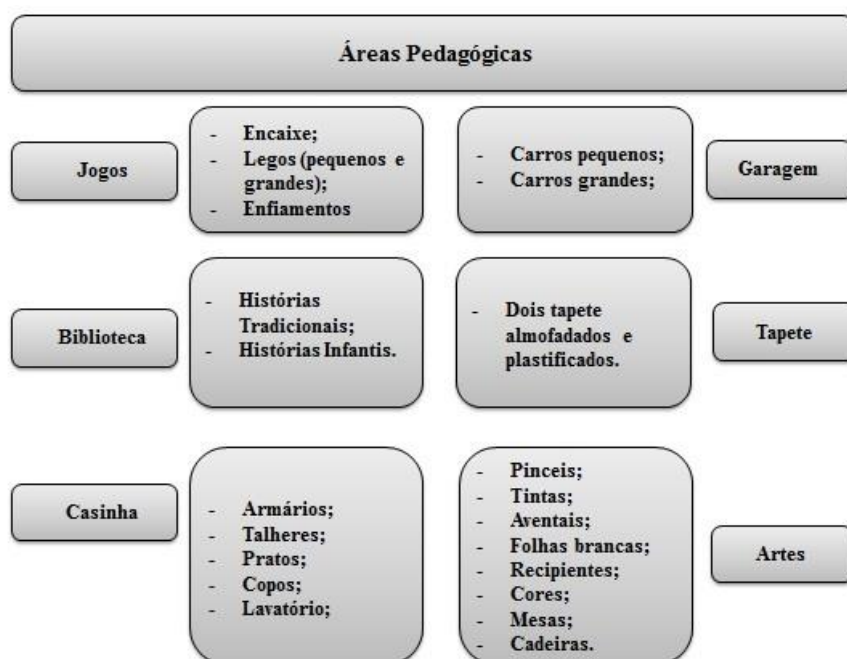 Áreas Pedagógicas
Jogos
- Encaixe;
- Legos (pequenos e
grandes);
- Enfiamentos
- Carros pequenos;
- Carros grandes;
Garagem
Biblioteca
- Histórias
Tradicionais;
- Histórias Infantis.
- Dois tapete
almofadados e
plastificados.
Tapete
Casinha
- Armários;
- Talheres;
- Pratos;
- Copos;
- Lavatório;
- Pinceis;
- Tintas;
- Aventais;
- Folhas brancas;
- Recipientes;
- Cores;
- Mesas;
- Cadeiras.
Artes